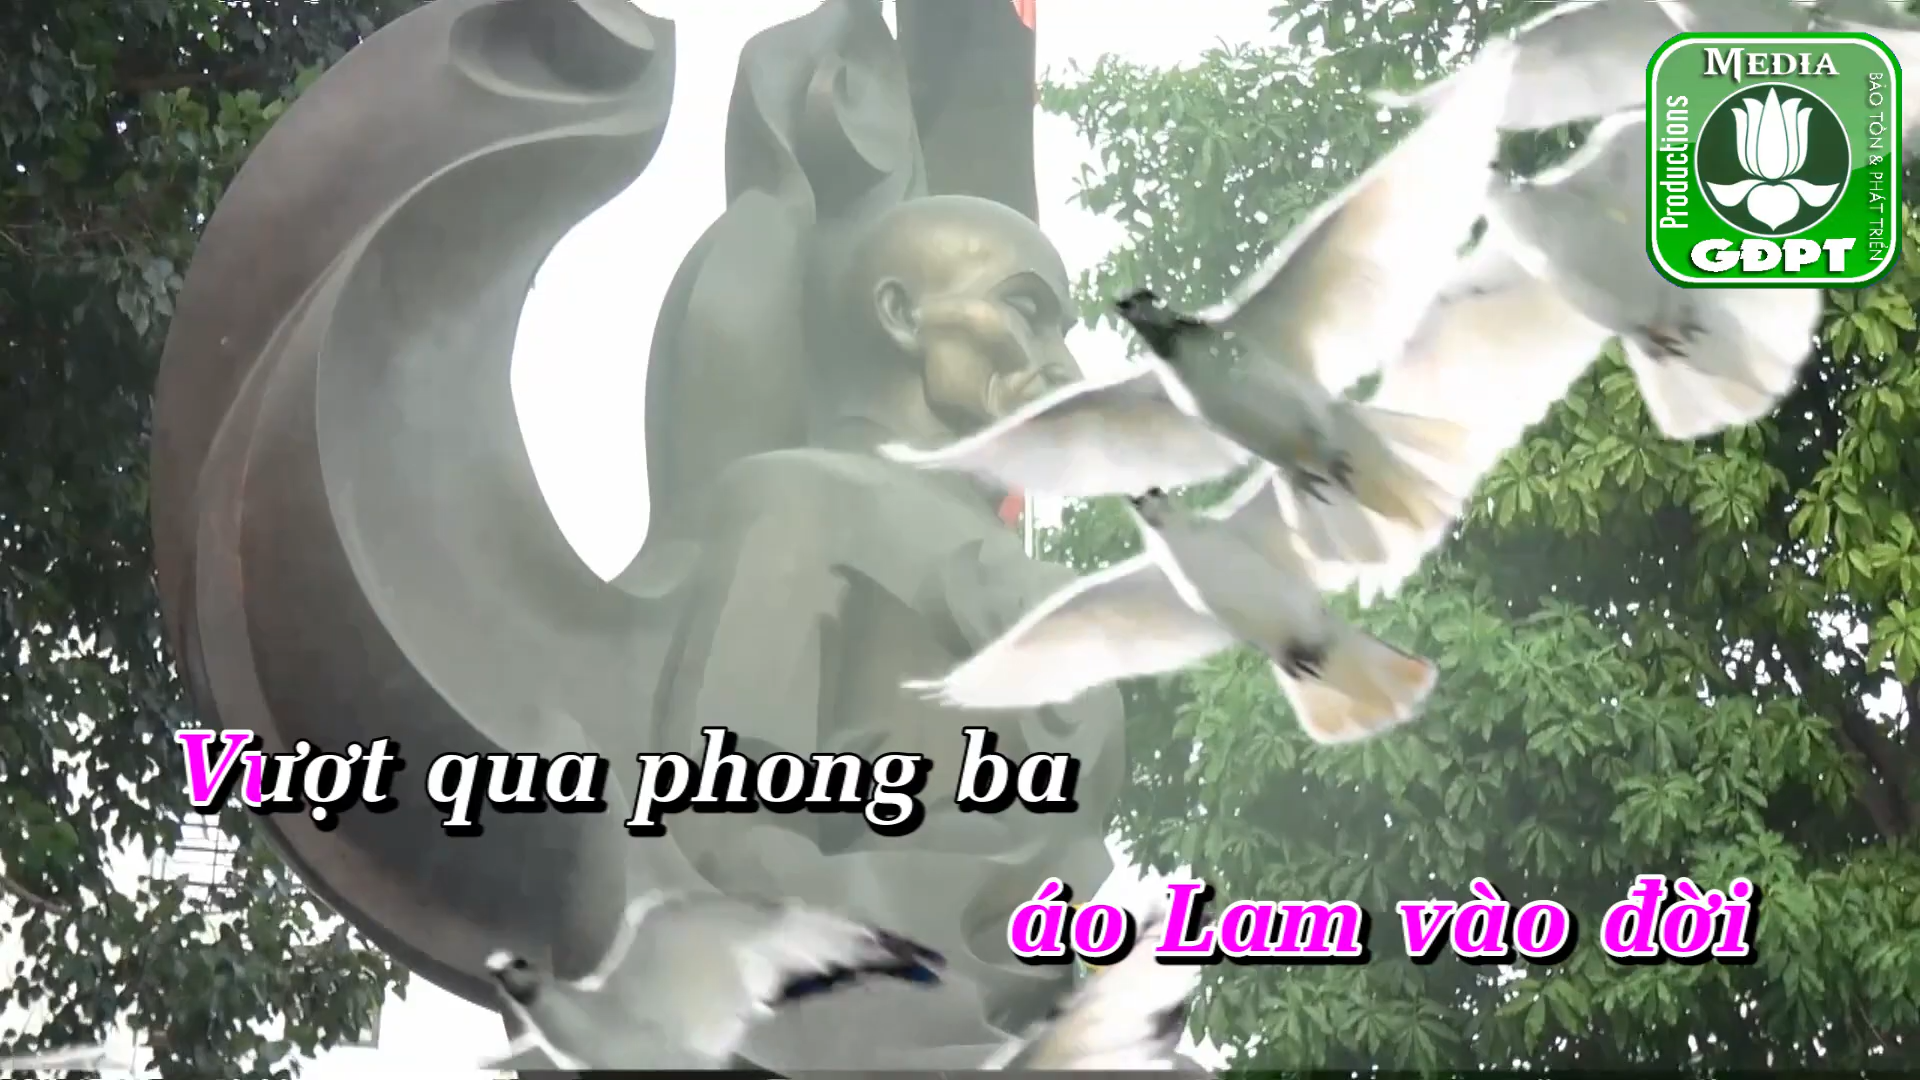 MEDIA
Productions
BẢO TỒN & PHÁT TRIỂN
GĐPT
Vượt qua phong ba
áo Lam vào đời